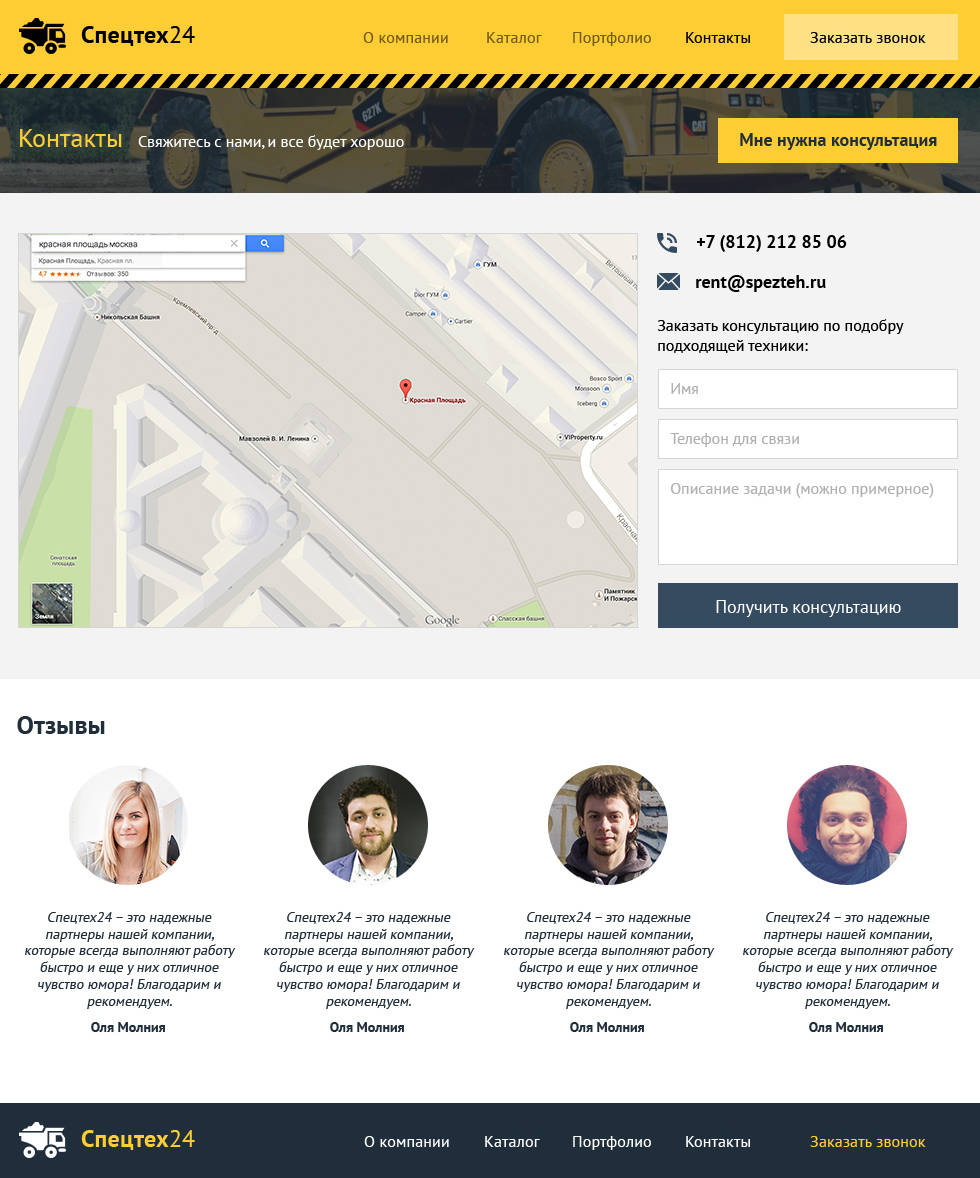 Спецтех24
О компании
Каталог
Портфолио
Контакты
Заказать звонок
627K
CAT
Контакты
Свяжитесь с нами, и все будет хорошо
Мне нужна консультация
красная площадь москва
Красная Площадь, Красная пл.
4,7 Отзывов: 350
ГУМ
Dior ГУМ
Camper
Cartier
Кремлевский пр-д
Никольская Башня
Bosco Sport
Monsoon
Iceberg
Красная Площадь
Мавзолей В. И. Ленина
VIProperty.ru
Сенатская
площадь
Земля
Google
Памятник
И Пожарск
Спасская башня
+7 (812) 212 85 06
rent@spezteh.ru
Заказать консультацию по подобру
подходящей техники:
Имя
Телефон для связи
Описание задачи (можно примерное)
Получить консультацию
Отзывы
Спецтех24 – это надежные
партнеры нашей компании,
которые всегда выполняют работу
быстро и еще у них отличное
чувство юмора! Благодарим и
рекомендуем.
Оля Молния
Спецтех24 – это надежные
партнеры нашей компании,
которые всегда выполняют работу
быстро и еще у них отличное
чувство юмора! Благодарим и
рекомендуем.
Оля Молния
Спецтех24 – это надежные
партнеры нашей компании,
которые всегда выполняют работу
быстро и еще у них отличное
чувство юмора! Благодарим и
рекомендуем.
Оля Молния
Спецтех24 – это надежные
партнеры нашей компании,
которые всегда выполняют работу
быстро и еще у них отличное
чувство юмора! Благодарим и
рекомендуем.
Оля Молния
Спецтех24
О компании
Каталог
Портфолио
Контакты
Заказать звонок